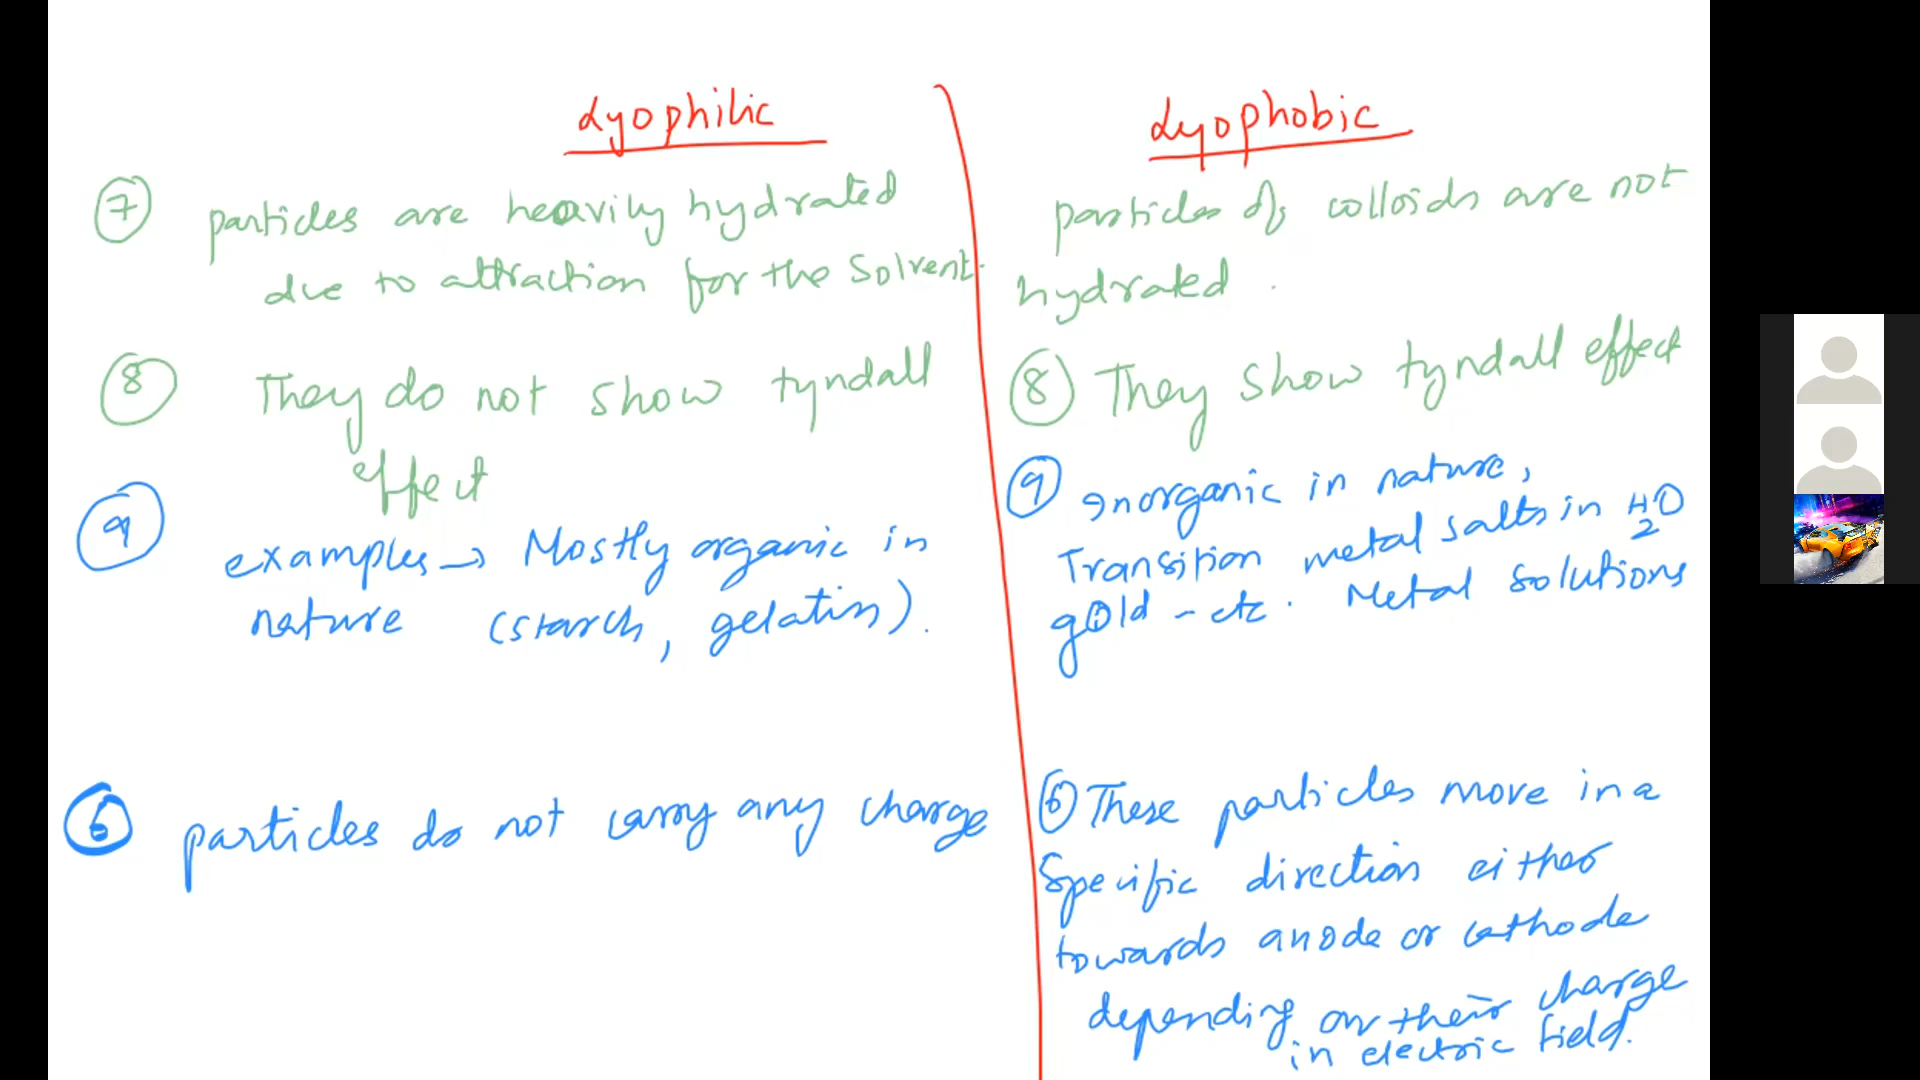 Lyophilic
7 particles are heavily hydrated
due to attraction for the solvent.
8 They do not show tyndall
effect
9 examples → Mostly organic in
nature (starch, gelatin).
6 particles do not carry any charge
Lyophobic
particles of colloids are not
hydrated.
8 They show tyndall effect
9 Inorganic in nature,
Transition metal salts in H2O
gold - etc. Metal solutions
6 These particles move in a
specific direction either
towards anode or cathode
depending on their charge
in electric field.